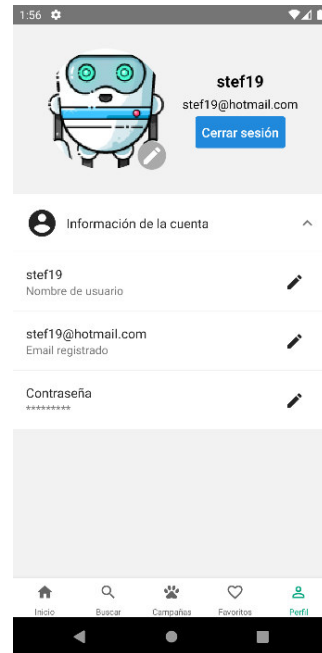 1:56
stef19
stef19@hotmail.com
Cerrar sesión
Información de la cuenta
stef19
Nombre de usuario
stef19@hotmail.com
Email registrado
Contraseña
*********
Inicio Buscar Campañas Favoritos Perfil